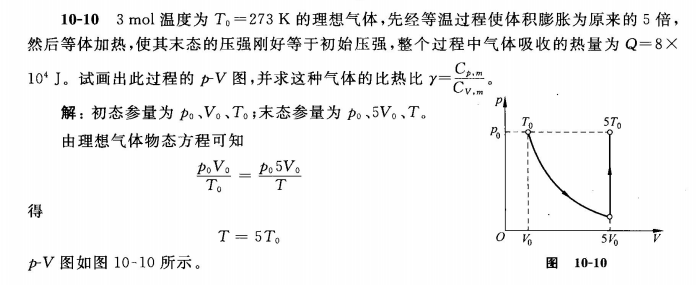 10-10 3 mol 温度为 T₀=273 K 的理想气体,先经等温过程使体积膨胀为原来的 5 倍,
然后等体加热,使其末态的压强刚好等于初始压强,整个过程中气体吸收的热量为 Q=8×
10⁴ J。试画出此过程的 p-V 图,并求这种气体的比热比 γ=C_{p,m}/C_{V,m}。
解:初态参量为 p₀、V₀、T₀;末态参量为 p₀、5V₀、T。
由理想气体物态方程可知
p₀V₀/T₀ = p₀5V₀/T
得
T = 5T₀
p-V 图如图 10-10 所示。
p
p₀ T₀ 5T₀
O V₀ 5V₀ V
图 10-10